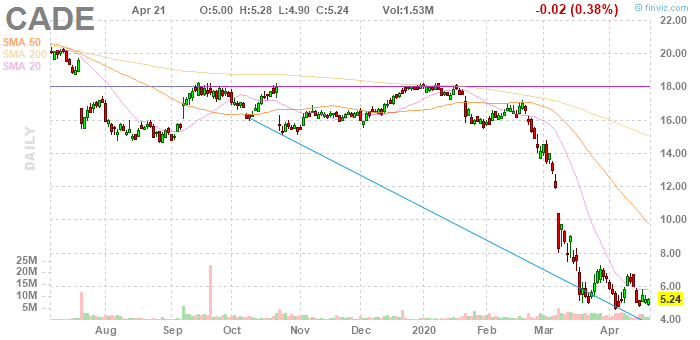 CADE Apr 21 O:5.00 H:5.28 L:4.90 C:5.24 Vol:1.53M -0.02 (0.38%)
© finviz.com
SMA 50
SMA 200
SMA 20
DAILY
22.00
20.00
18.00
16.00
14.00
12.00
10.00
8.00
6.00
5.24
4.00
25M
20M
15M
10M
5M
Aug Sep Oct Nov Dec 2020 Feb Mar Apr